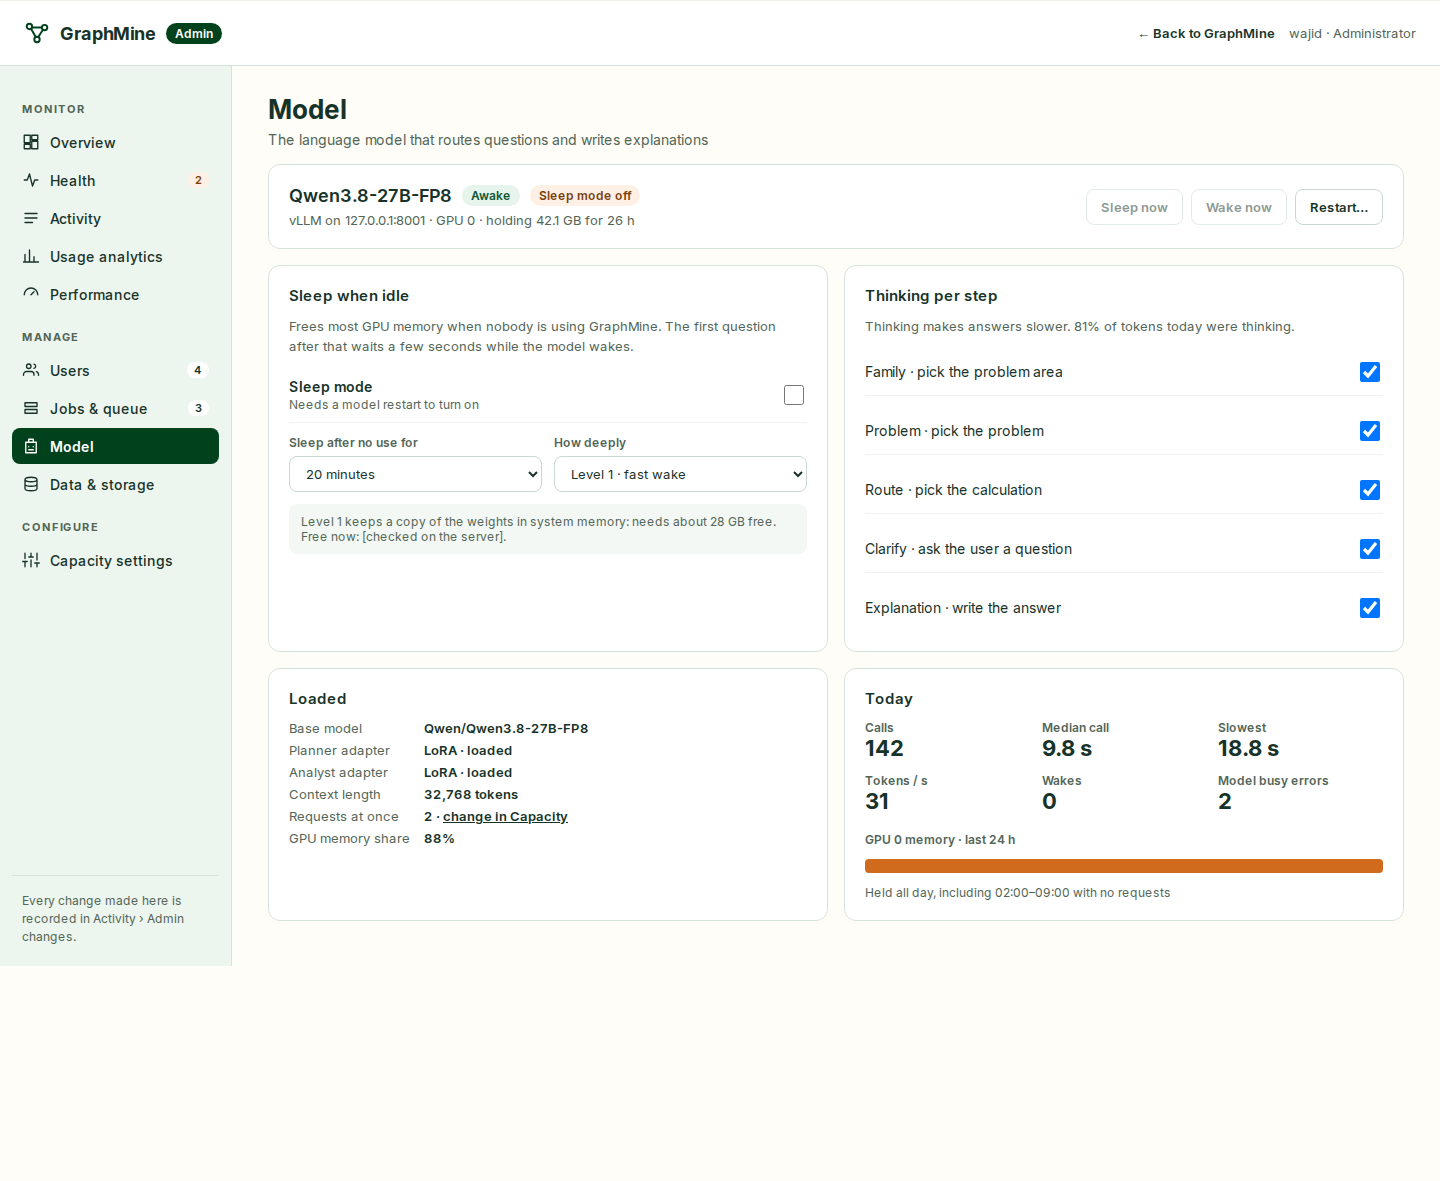 GraphMine Admin
← Back to GraphMine wajid · Administrator
MONITOR
Overview
Health 2
Activity
Usage analytics
Performance
MANAGE
Users 4
Jobs & queue 3
Model
Data & storage
CONFIGURE
Capacity settings
Every change made here is
recorded in Activity › Admin
changes.
Model
The language model that routes questions and writes explanations
Qwen3.8-27B-FP8 Awake Sleep mode off
vLLM on 127.0.0.1:8001 · GPU 0 · holding 42.1 GB for 26 h
Sleep now Wake now Restart...
Sleep when idle
Frees most GPU memory when nobody is using GraphMine. The first question
after that waits a few seconds while the model wakes.
Sleep mode
Needs a model restart to turn on
Sleep after no use for How deeply
20 minutes Level 1 · fast wake
Level 1 keeps a copy of the weights in system memory: needs about 28 GB free.
Free now: [checked on the server].
Thinking per step
Thinking makes answers slower. 81% of tokens today were thinking.
Family · pick the problem area
Problem · pick the problem
Route · pick the calculation
Clarify · ask the user a question
Explanation · write the answer
Loaded
Base model Qwen/Qwen3.8-27B-FP8
Planner adapter LoRA · loaded
Analyst adapter LoRA · loaded
Context length 32,768 tokens
Requests at once 2 · change in Capacity
GPU memory share 88%
Today
Calls Median call Slowest
142 9.8 s 18.8 s
Tokens / s Wakes Model busy errors
31 0 2
GPU 0 memory · last 24 h
Held all day, including 02:00–09:00 with no requests